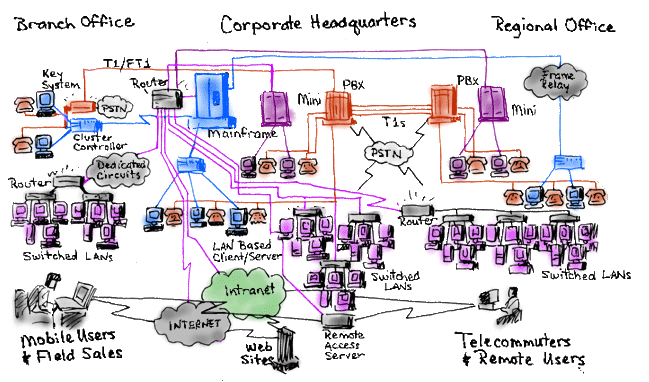 Branch Office
Corporate Headquarters
Regional Office
T1/FT1
Key
System
PSTN
Router
Mini
PBX
PBX
Mini
Frame
Relay
Mainframe
T1s
Cluster
Controller
PSTN
Dedicated
Circuits
Router
Router
Switched LANs
LAN Based
Client/Server
Switched
LANs
Switched LANs
Intranet
INTERNET
Mobile Users
& Field Sales
Web
Sites
Remote
Access
Server
Telecommuters
& Remote Users